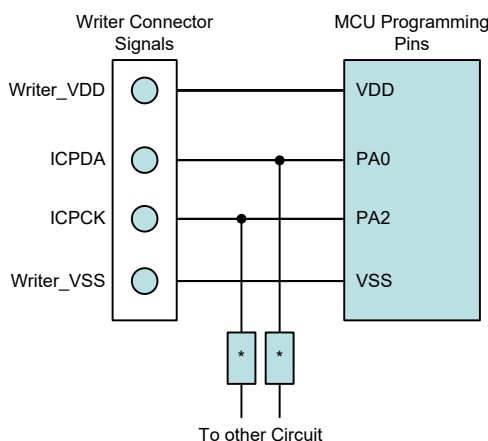 Writer Connector
Signals
MCU Programming
Pins
Writer_VDD
VDD
ICPDA
PA0
ICPCK
PA2
Writer_VSS
VSS
* *
To other Circuit